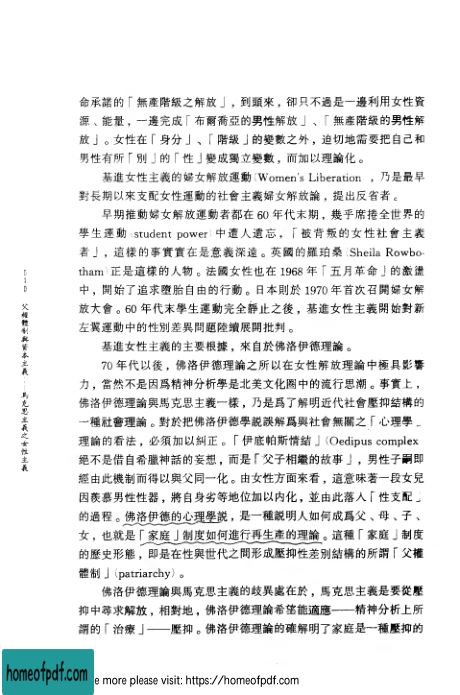 命承諾的「無產階級之解放」，到頭來，卻只不過是一邊利用女性資
源、能量，一邊完成「布爾喬亞的男性解放」、「無產階級的男性解
放」。女性在「身分」、「階級」的變數之外，迫切地需要把自己和
男性有所「別」的「性」變成獨立變數，而加以理論化。
基進女性主義的婦女解放運動(Women's Liberation)，乃是最早
對長期以來支配女性運動的社會主義婦女解放論，提出反省者。
早期推動婦女解放運動者都在 60 年代末期，幾乎席捲全世界的
學生運動(student power)中遭人遺忘，「被背叛的女性社會主義
者」，這樣的事實實在是意義深遠。英國的羅珀桑(Sheila Rowbo-
tham)正是這樣的人物。法國女性也在 1968 年「五月革命」的激盪
中，開始了追求墮胎自由的行動。日本則於 1970 年首次召開婦女解
放大會。60 年代末學生運動完全靜止之後，基進女性主義開始對新
左翼運動中的性別差異問題陸續展開批判。
基進女性主義的主要根據，來自於佛洛伊德理論。
70 年代以後，佛洛伊德理論之所以在女性解放理論中極具影響
力，當然不是因爲精神分析學是北美文化圈中的流行思潮。事實上，
佛洛伊德理論與馬克思主義一樣，乃是爲了解明近代社會壓抑結構的
一種社會理論。對於把佛洛伊德學說誤解爲與社會無關之「心理學」
理論的看法，必須加以糾正。「伊底帕斯情結」(Oedipus complex)
絕不是借自希臘神話的妄想，而是「父子相繼的故事」，男性子嗣即
經由此機制而得以與父同一化。由女性方面來看，這意味著一段女兒
因羨慕男性性器，將自身劣等地位加以內化，並由此落入「性支配」
的過程。佛洛伊德的心理學說，是一種說明人如何成爲父、母、子、
女，也就是「家庭」制度如何進行再生產的理論。這種「家庭」制度
的歷史形態，即是在性與世代之間形成壓抑性差別結構的所謂「父權
體制」(patriarchy)。
佛洛伊德理論與馬克思主義的歧異處在於，馬克思主義是要從壓
抑中尋求解放，相對地，佛洛伊德理論希望能適應——精神分析上所
謂的「治療」——壓抑。佛洛伊德理論的確解明了家庭是一種壓抑的
010 父權體制與資本主義——馬克思主義之女性主義
homeofpdf.com
e more please visit: https://homeofpdf.com